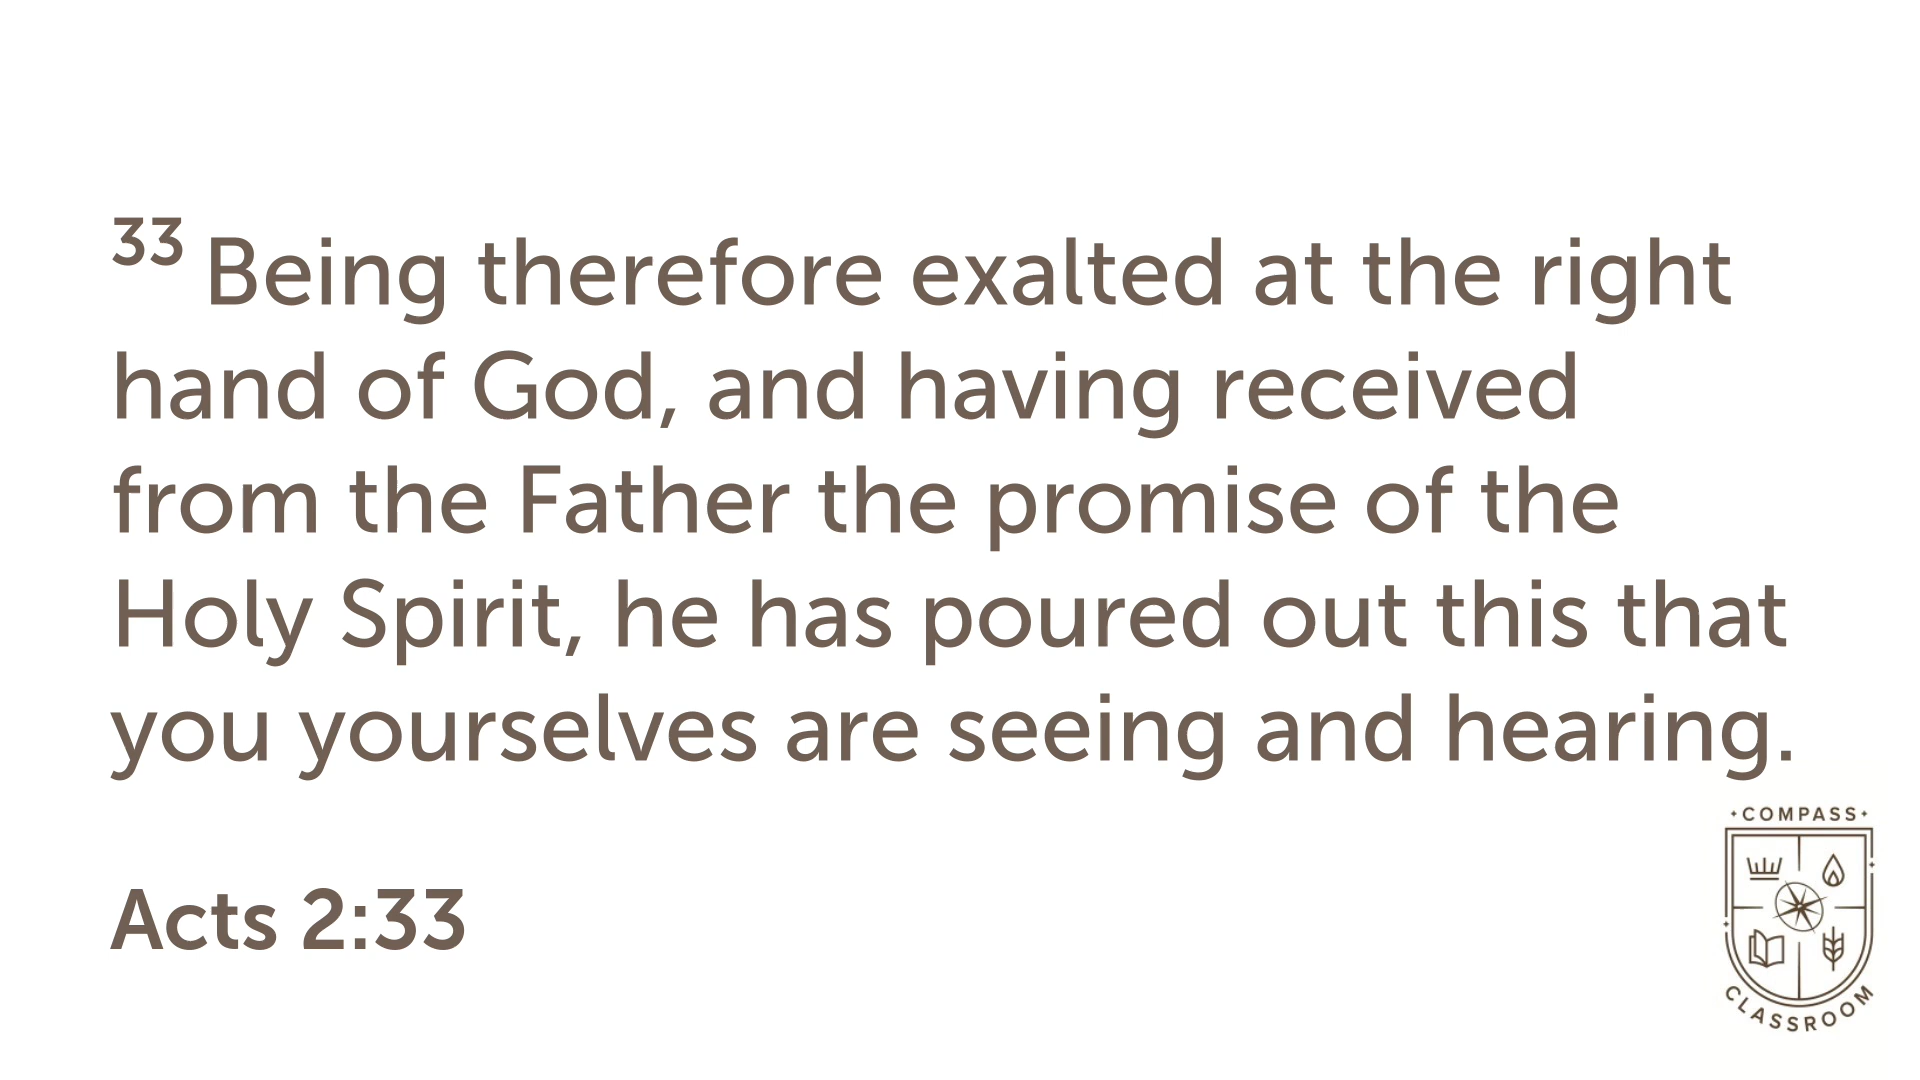 33 Being therefore exalted at the right
hand of God, and having received
from the Father the promise of the
Holy Spirit, he has poured out this that
you yourselves are seeing and hearing.
Acts 2:33
COMPASS
CLASSROOM